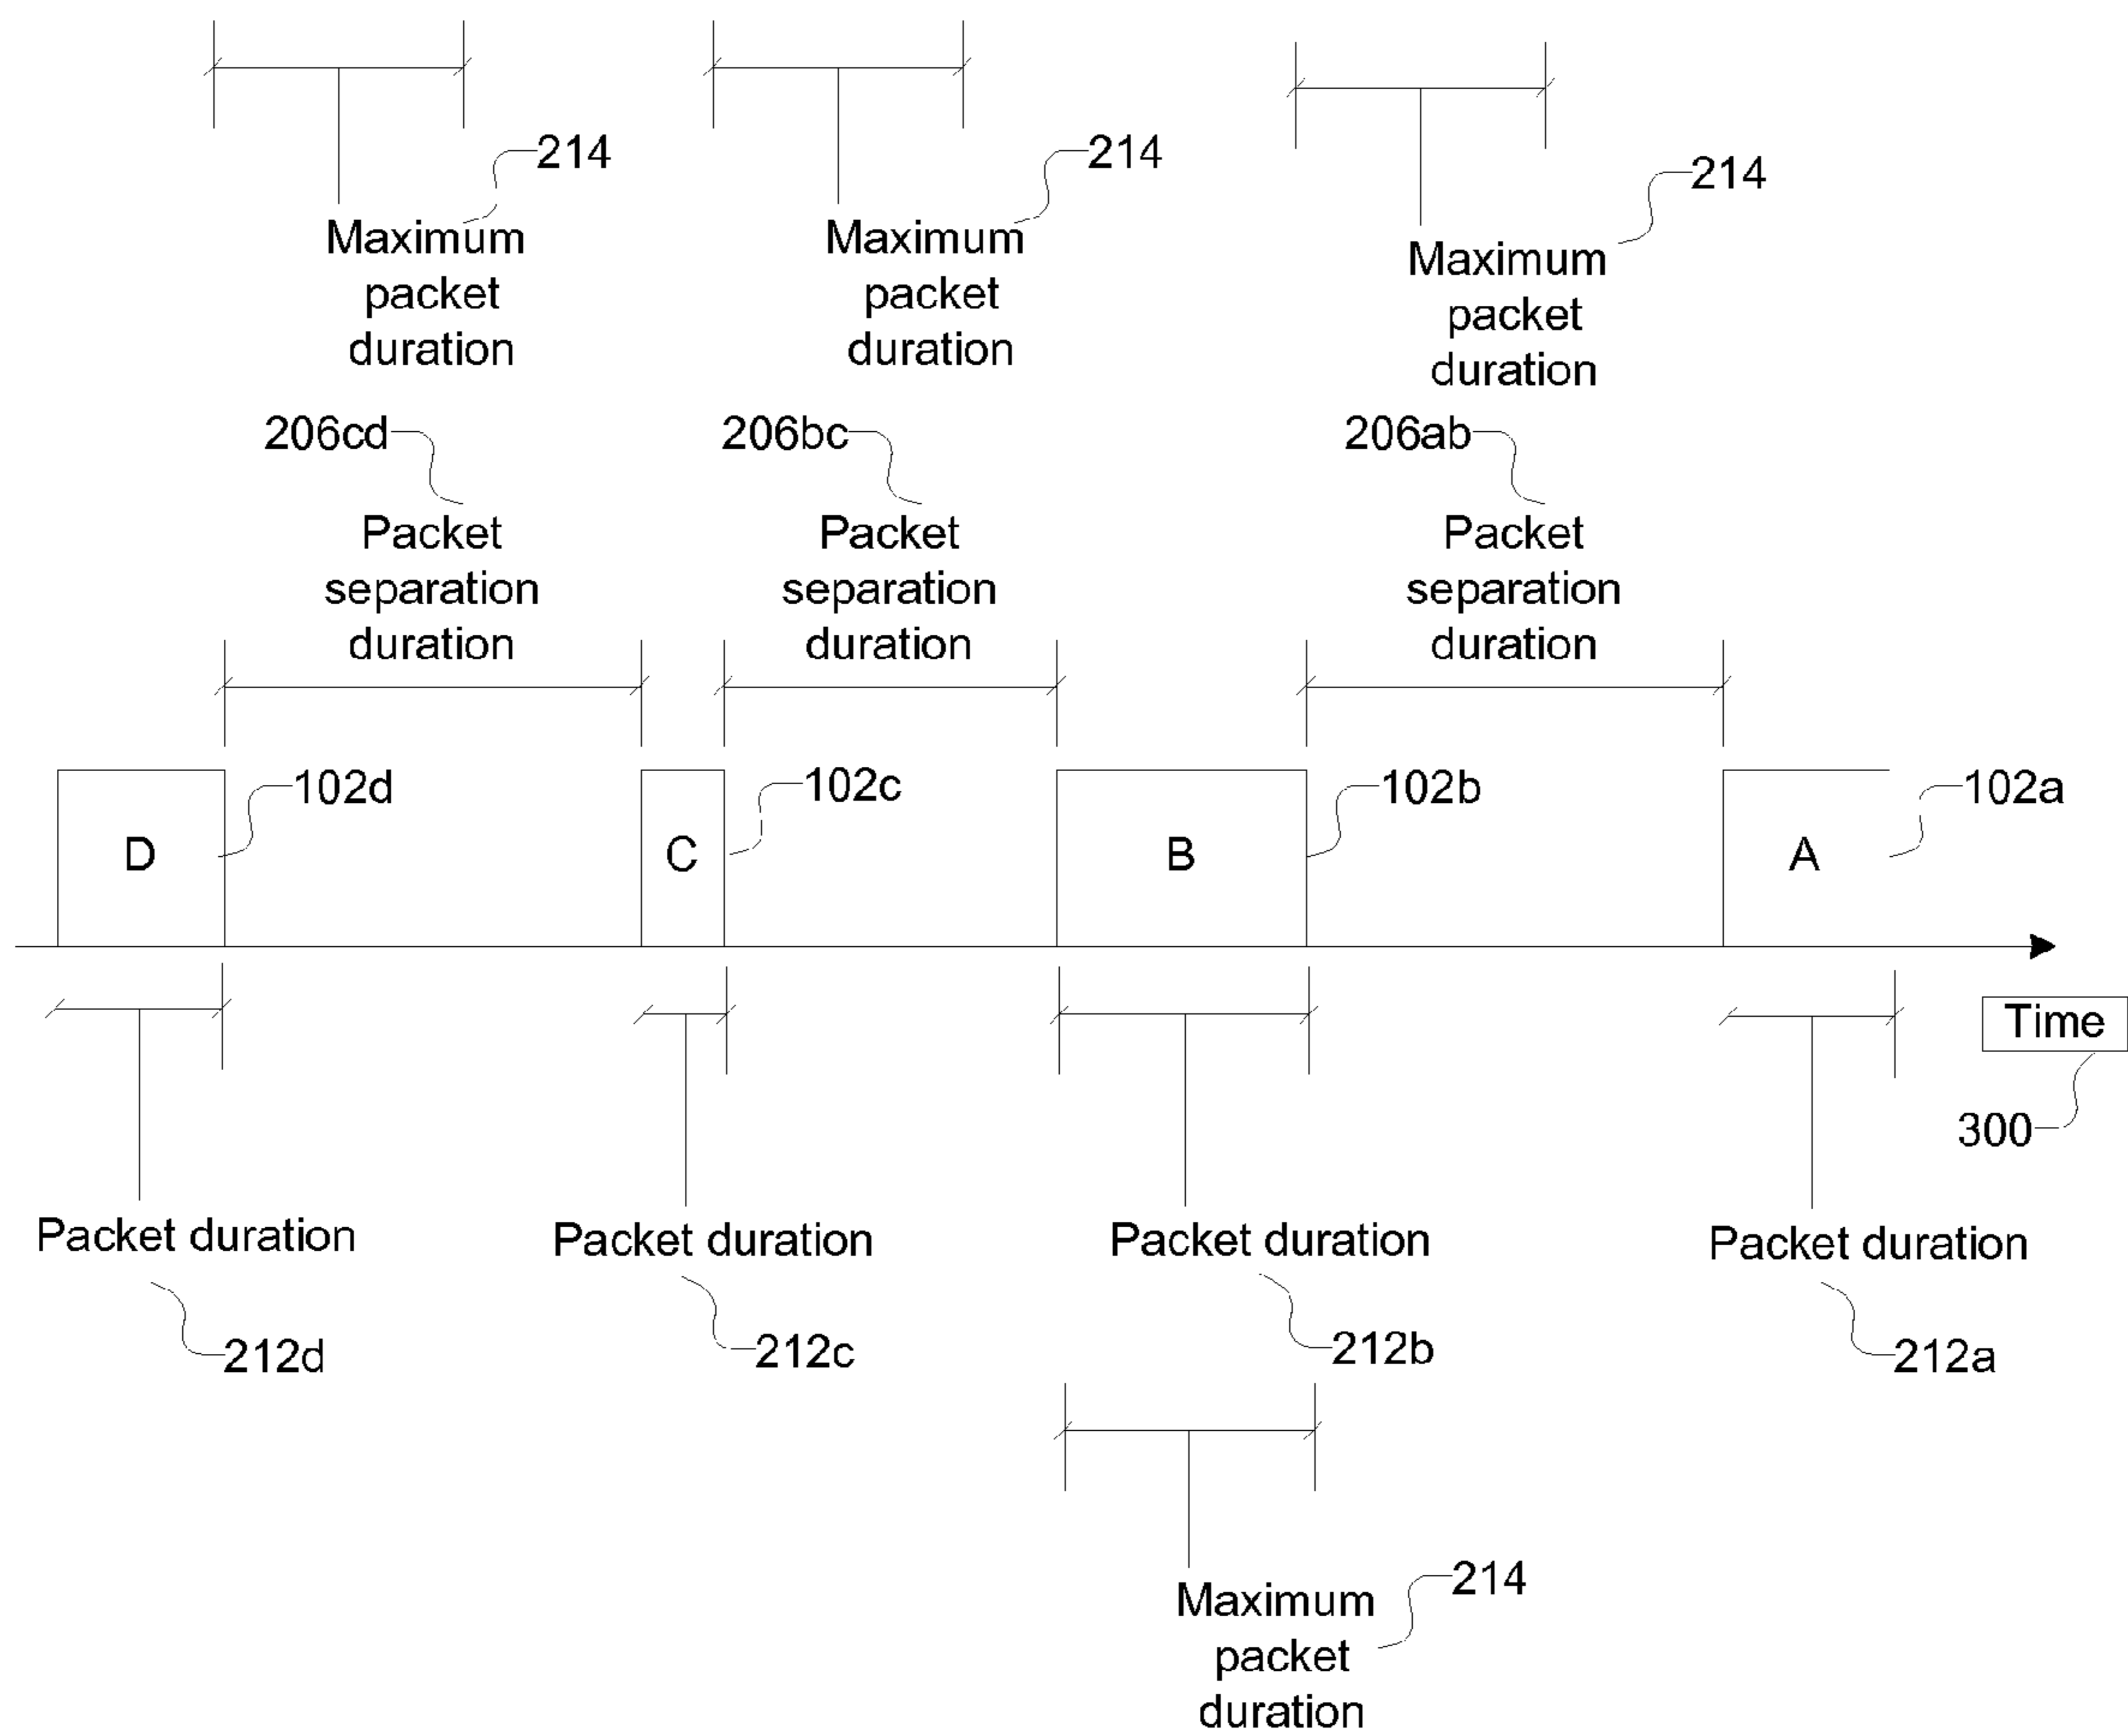 214
Maximum
packet
duration
214
Maximum
packet
duration
214
Maximum
packet
duration
206cd
Packet
separation
duration
206bc
Packet
separation
duration
206ab
Packet
separation
duration
D
102d
C
102c
B
102b
A
102a
Time
300
Packet duration
212d
Packet duration
212c
Packet duration
212b
Packet duration
212a
214
Maximum
packet
duration